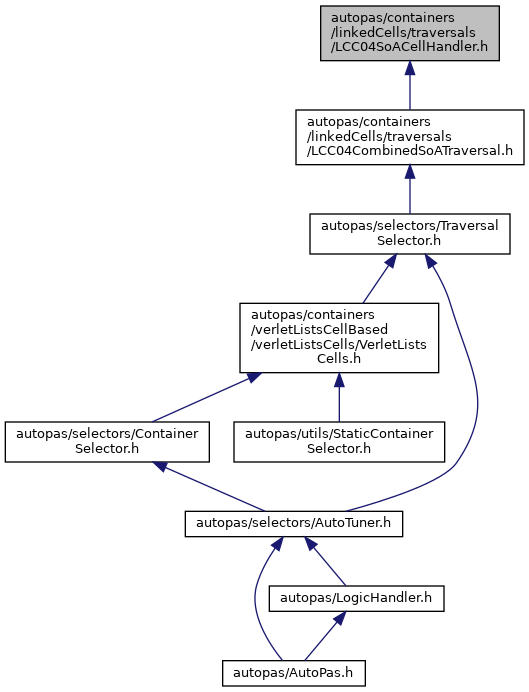 autopas/containers
/linkedCells/traversals
/LCC04SoACellHandler.h
autopas/containers
/linkedCells/traversals
/LCC04CombinedSoATraversal.h
autopas/selectors/Traversal
Selector.h
autopas/containers
/verletListsCellBased
/verletListsCells/VerletLists
Cells.h
autopas/selectors/Container
Selector.h
autopas/utils/StaticContainer
Selector.h
autopas/selectors/AutoTuner.h
autopas/LogicHandler.h
autopas/AutoPas.h